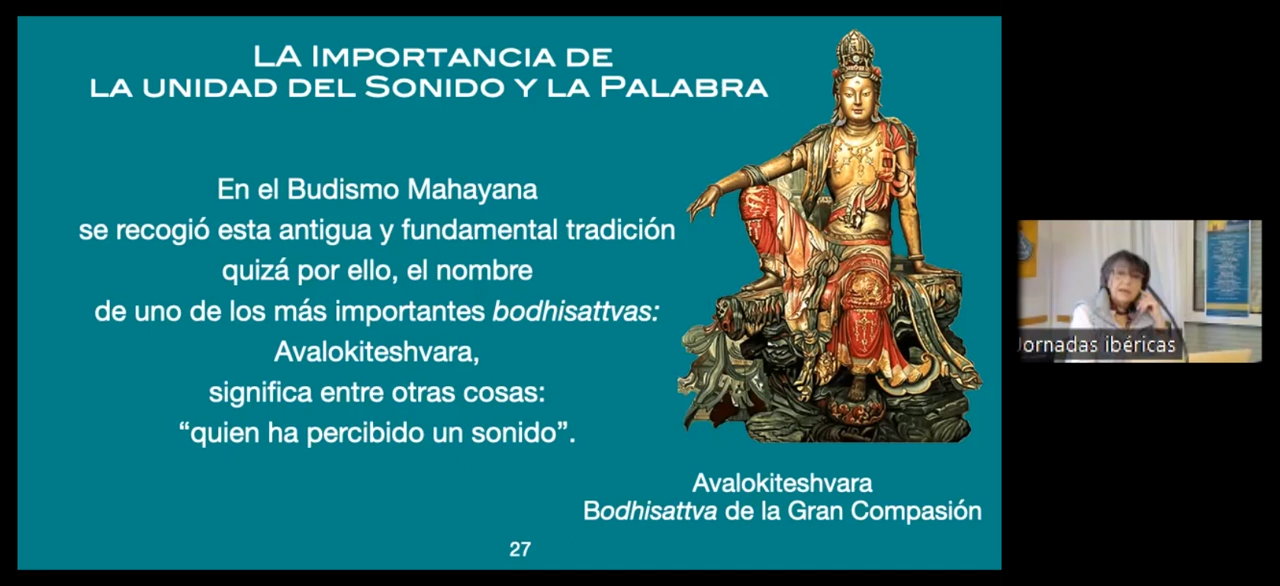 LA IMPORTANCIA DE
LA UNIDAD DEL SONIDO Y LA PALABRA
En el Budismo Mahayana
se recogió esta antigua y fundamental tradición
quizá por ello, el nombre
de uno de los más importantes bodhisattvas:
Avalokiteshvara,
significa entre otras cosas:
“quien ha percibido un sonido”.
Avalokiteshvara
Bodhisattva de la Gran Compasión
27
Jornadas ibéricas